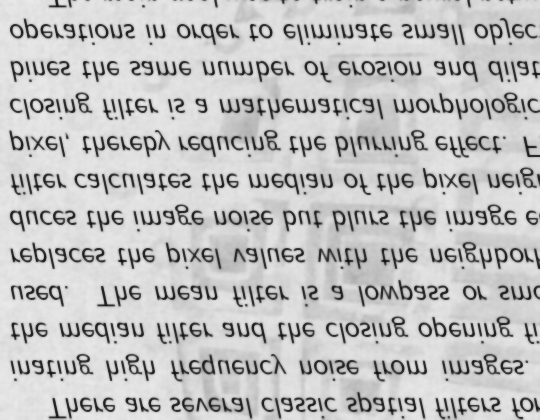 There are several classic spatial filters for
inating high frequency noise from images.
the median filter and the closing opening fi
used. The mean filter is a lowpass or smo
replaces the pixel values with the neighborh
duces the image noise but blurs the image e
filter calculates the median of the pixel neigh
pixel, thereby reducing the blurring effect. F
closing filter is a mathematical morphologic
bines the same number of erosion and dilat
operations in order to eliminate small objec